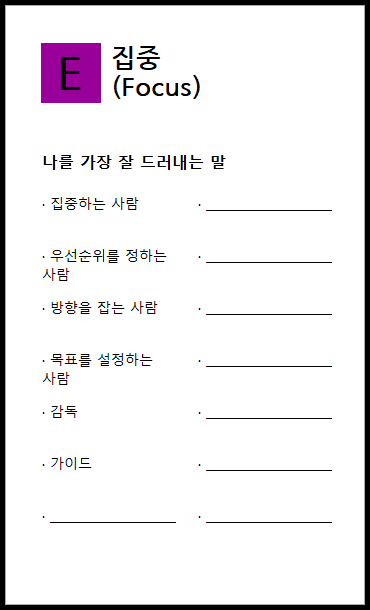 E
집중
(Focus)
나를 가장 잘 드러내는 말
· 집중하는 사람
· 우선순위를 정하는
사람
· 방향을 잡는 사람
· 목표를 설정하는
사람
· 감독
· 가이드